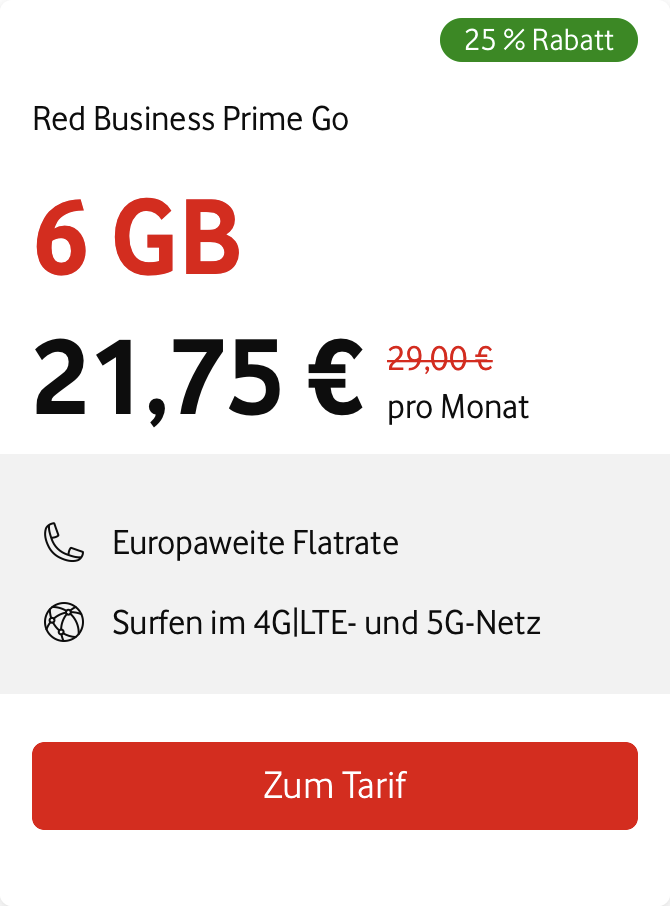 25 % Rabatt
Red Business Prime Go
6 GB
21,75 €
29,00 €
pro Monat
Europaweite Flatrate
Surfen im 4G|LTE- und 5G-Netz
Zum Tarif